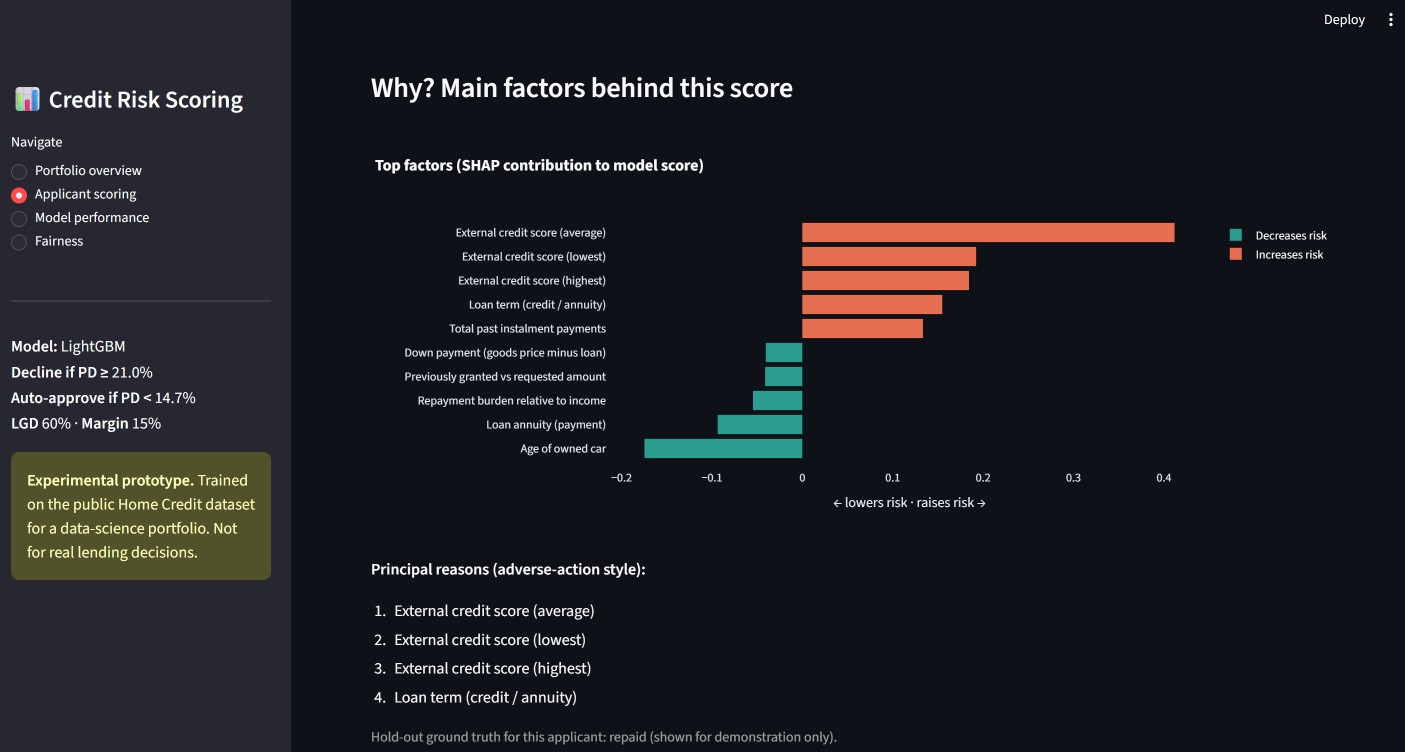 Deploy
Credit Risk Scoring
Navigate
Portfolio overview
Applicant scoring
Model performance
Fairness
Model: LightGBM
Decline if PD ≥ 21.0%
Auto-approve if PD < 14.7%
LGD 60% · Margin 15%
Experimental prototype. Trained
on the public Home Credit dataset
for a data-science portfolio. Not
for real lending decisions.
Why? Main factors behind this score
Top factors (SHAP contribution to model score)
External credit score (average)
External credit score (lowest)
External credit score (highest)
Loan term (credit / annuity)
Total past instalment payments
Down payment (goods price minus loan)
Previously granted vs requested amount
Repayment burden relative to income
Loan annuity (payment)
Age of owned car
−0.2 −0.1 0 0.1 0.2 0.3 0.4
← lowers risk · raises risk →
Decreases risk
Increases risk
Principal reasons (adverse-action style):
1. External credit score (average)
2. External credit score (lowest)
3. External credit score (highest)
4. Loan term (credit / annuity)
Hold-out ground truth for this applicant: repaid (shown for demonstration only).